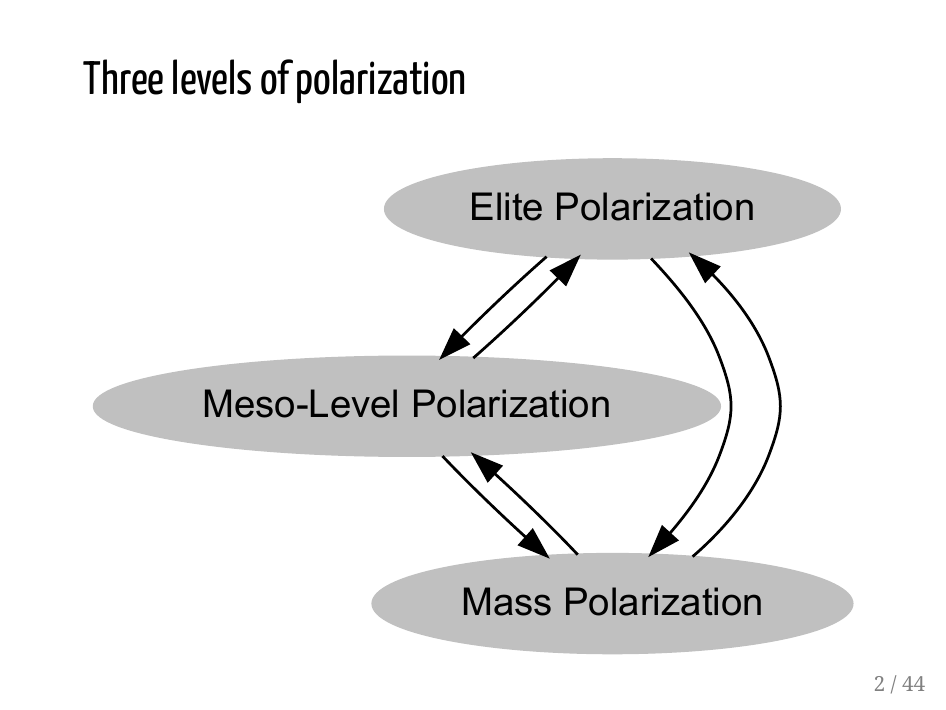 Three levels of polarization
Elite Polarization
Meso-Level Polarization
Mass Polarization
2 / 44